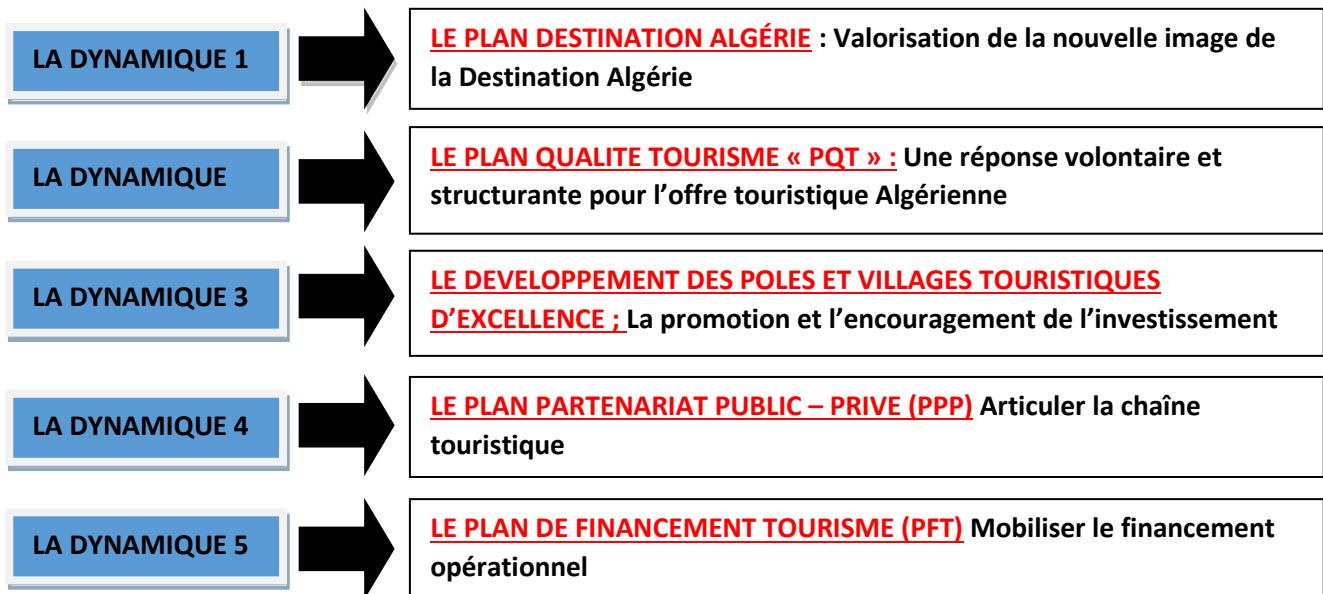 LA DYNAMIQUE 1
LE PLAN DESTINATION ALGÉRIE : Valorisation de la nouvelle image de
la Destination Algérie
LA DYNAMIQUE
LE PLAN QUALITE TOURISME « PQT » : Une réponse volontaire et
structurante pour l’offre touristique Algérienne
LA DYNAMIQUE 3
LE DEVELOPPEMENT DES POLES ET VILLAGES TOURISTIQUES
D’EXCELLENCE ; La promotion et l’encouragement de l’investissement
LA DYNAMIQUE 4
LE PLAN PARTENARIAT PUBLIC – PRIVE (PPP) Articuler la chaîne
touristique
LA DYNAMIQUE 5
LE PLAN DE FINANCEMENT TOURISME (PFT) Mobiliser le financement
opérationnel